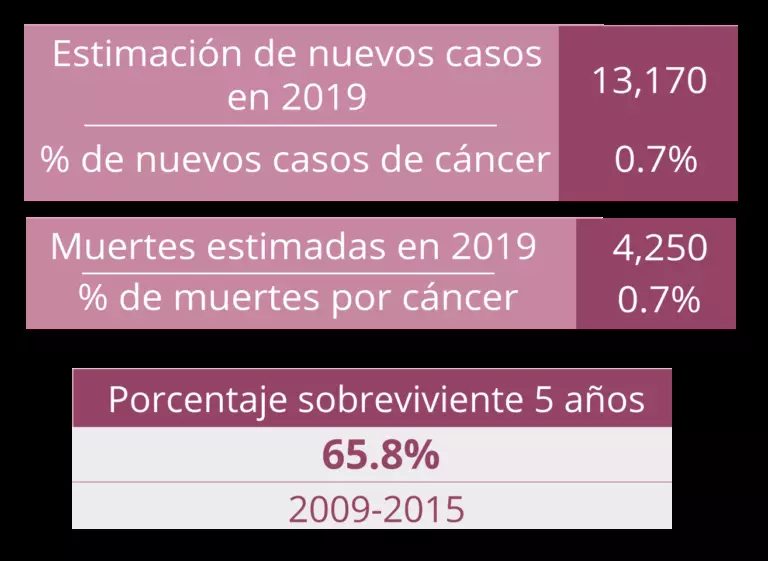 Estimación de nuevos casos
en 2019
13,170
% de nuevos casos de cáncer
0.7%
Muertes estimadas en 2019
4,250
% de muertes por cáncer
0.7%
Porcentaje sobreviviente 5 años
65.8%
2009-2015